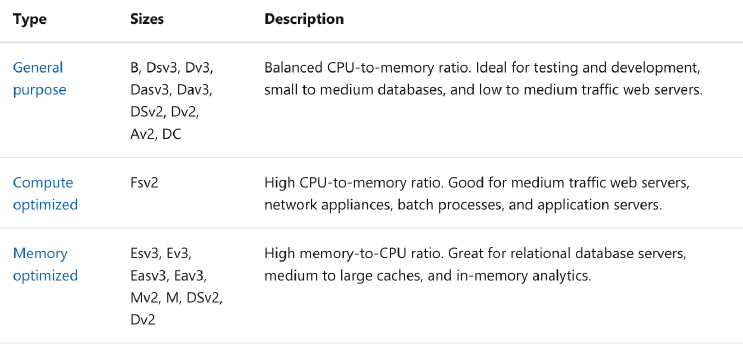 Type Sizes Description
General purpose
B, Dsv3, Dv3,
Dasv3, Dav3,
DSv2, Dv2,
Av2, DC
Balanced CPU-to-memory ratio. Ideal for testing and development,
small to medium databases, and low to medium traffic web servers.
Compute optimized
Fsv2
High CPU-to-memory ratio. Good for medium traffic web servers,
network appliances, batch processes, and application servers.
Memory optimized
Esv3, Ev3,
Easv3, Eav3,
Mv2, M, DSv2,
Dv2
High memory-to-CPU ratio. Great for relational database servers,
medium to large caches, and in-memory analytics.